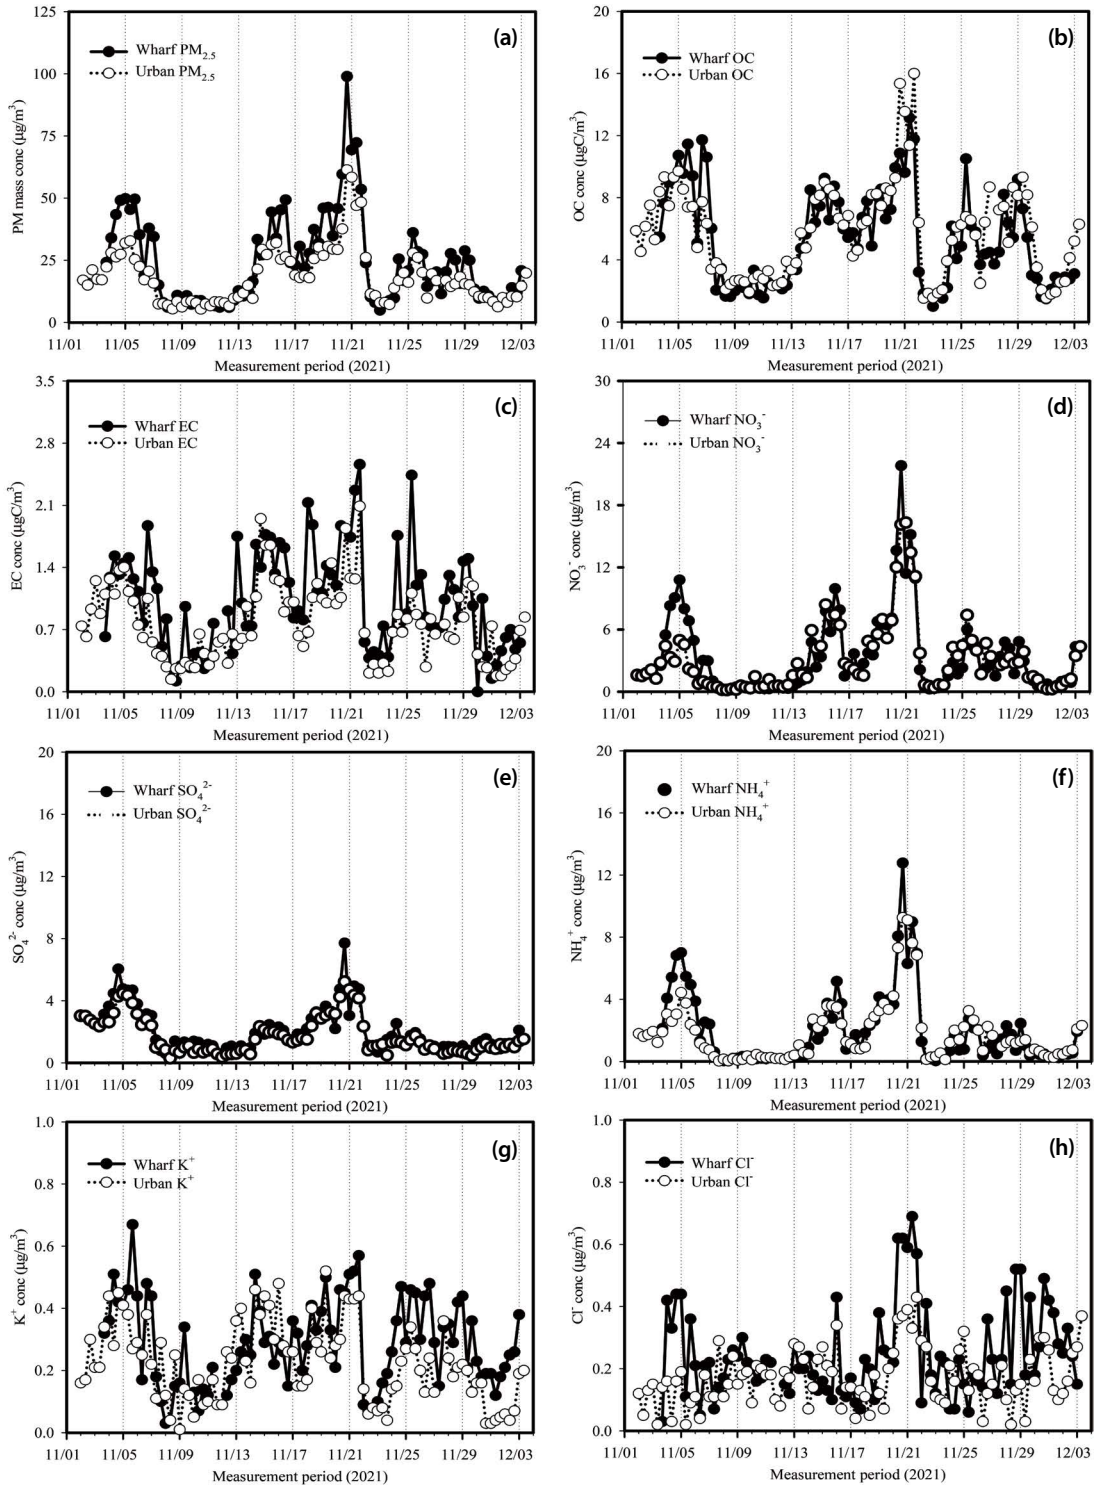 (a)
Wharf PM2.5
Urban PM2.5
PM mass conc (μg/m³)
125
100
75
50
25
0
11/01 11/05 11/09 11/13 11/17 11/21 11/25 11/29 12/03
Measurement period (2021)
(b)
Wharf OC
Urban OC
OC conc (μgC/m³)
20
16
12
8
4
0
11/01 11/05 11/09 11/13 11/17 11/21 11/25 11/29 12/03
Measurement period (2021)
(c)
Wharf EC
Urban EC
EC conc (μgC/m³)
3.5
2.8
2.1
1.4
0.7
0.0
11/01 11/05 11/09 11/13 11/17 11/21 11/25 11/29 12/03
Measurement period (2021)
(d)
Wharf NO₃⁻
Urban NO₃⁻
NO₃⁻ conc (μg/m³)
30
24
18
12
6
0
11/01 11/05 11/09 11/13 11/17 11/21 11/25 11/29 12/03
Measurement period (2021)
(e)
Wharf SO₄²⁻
Urban SO₄²⁻
SO₄²⁻ conc (μg/m³)
20
16
12
8
4
0
11/01 11/05 11/09 11/13 11/17 11/21 11/25 11/29 12/03
Measurement period (2021)
(f)
Wharf NH₄⁺
Urban NH₄⁺
NH₄⁺ conc (μg/m³)
20
16
12
8
4
0
11/01 11/05 11/09 11/13 11/17 11/21 11/25 11/29 12/03
Measurement period (2021)
(g)
Wharf K⁺
Urban K⁺
K⁺ conc (μg/m³)
1.0
0.8
0.6
0.4
0.2
0.0
11/01 11/05 11/09 11/13 11/17 11/21 11/25 11/29 12/03
Measurement period (2021)
(h)
Wharf Cl⁻
Urban Cl⁻
Cl⁻ conc (μg/m³)
1.0
0.8
0.6
0.4
0.2
0.0
11/01 11/05 11/09 11/13 11/17 11/21 11/25 11/29 12/03
Measurement period (2021)